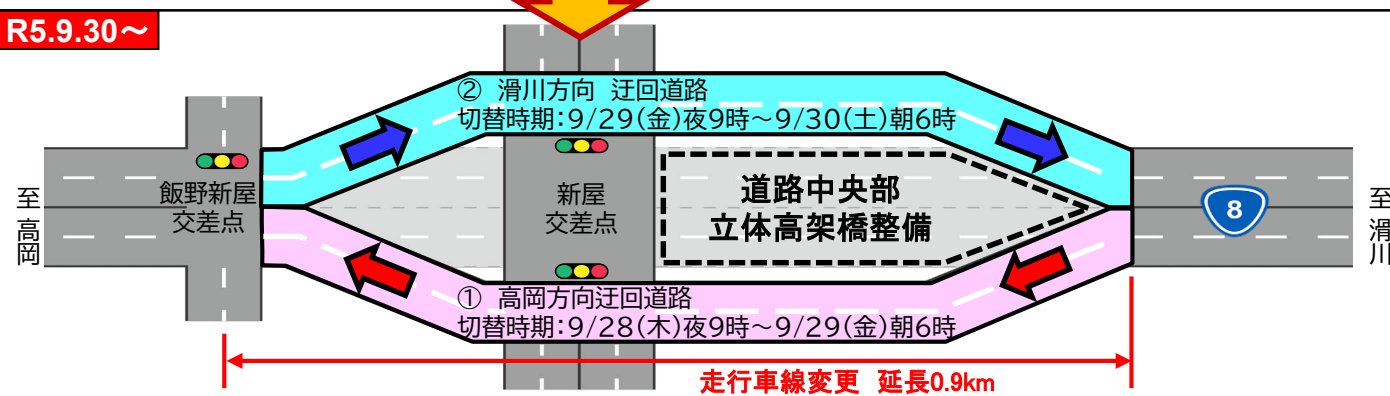 R5.9.30～
② 滑川方向 迂回道路
切替時期：9/29(金)夜9時～9/30(土)朝6時
至高岡
飯野新屋
交差点
新屋
交差点
道路中央部
立体高架橋整備
8
至滑川
① 高岡方向迂回道路
切替時期：9/28(木)夜9時～9/29(金)朝6時
走行車線変更 延長0.9km